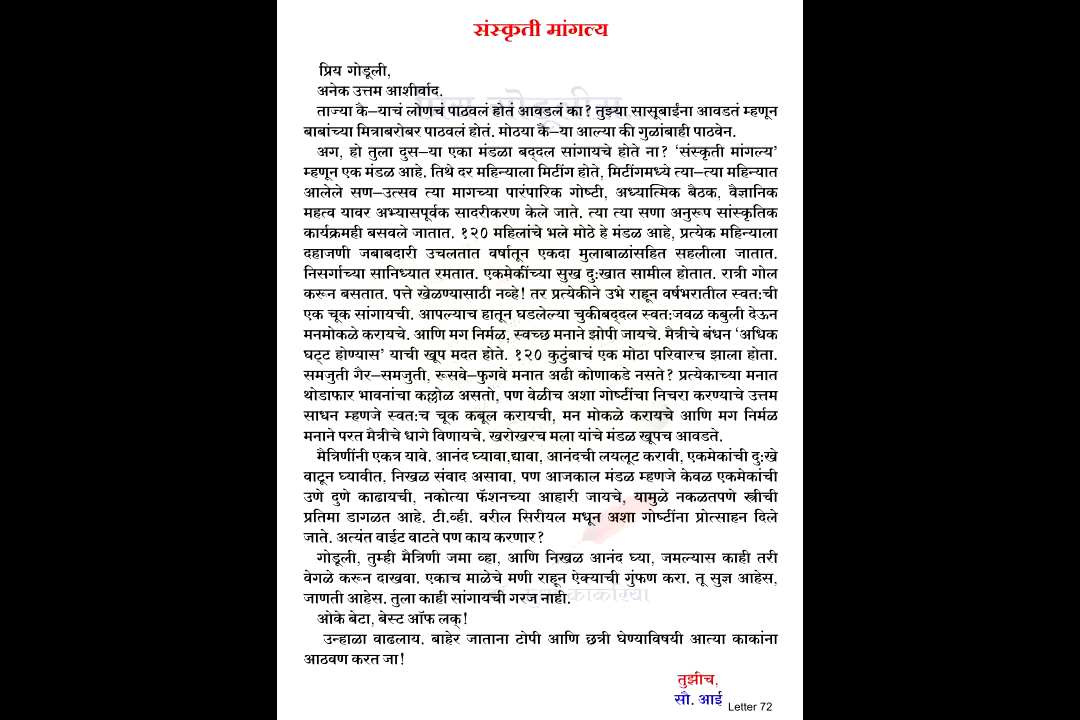 संस्कृती मांगल्य
प्रिय गोडूली,
अनेक उत्तम आशीर्वाद.
ताज्या कै–याचं लोणचं पाठवलं होतं आवडलं का? तुझ्या सासूबाईंना आवडतं म्हणून
बाबांच्या मित्राबरोबर पाठवलं होतं. मोठया कै–या आल्या की गुळांबाही पाठवेन.
अग, हो तुला दुस–या एका मंडळा बद्‌दल सांगायचे होते ना? ‘संस्कृती मांगल्य’
म्हणून एक मंडळ आहे. तिथे दर महिन्याला मिटींग होते, मिटींगमध्ये त्या–त्या महिन्यात
आलेले सण–उत्सव त्या मागच्या पारंपारिक गोष्टी, अध्यात्मिक बैठक, वैज्ञानिक
महत्व यावर अभ्यासपूर्वक सादरीकरण केले जाते. त्या त्या सणा अनुरूप सांस्कृतिक
कार्यक्रमही बसवले जातात. १२० महिलांचे भले मोठे हे मंडळ आहे, प्रत्येक महिन्याला
दहाजणी जबाबदारी उचलतात वर्षातून एकदा मुलाबाळांसहित सहलीला जातात.
निसर्गाच्या सानिध्यात रमतात. एकमेकींच्या सुख दु:खात सामील होतात. रात्री गोल
करून बसतात. पत्ते खेळण्यासाठी नव्हे! तर प्रत्येकीने उभे राहून वर्षभरातील स्वत:ची
एक चूक सांगायची. आपल्याच हातून घडलेल्या चुकीबद्‌दल स्वत:जवळ कबुली देऊन
मनमोकळे करायचे. आणि मग निर्मळ, स्वच्छ मनाने झोपी जायचे. मैत्रीचे बंधन ‘अधिक
घट्‌ट होण्यास’ याची खूप मदत होते. १२० कुटुंबाचं एक मोठा परिवारच झाला होता.
समजुती गैर–समजुती, रूसवे–फुगवे मनात अढी कोणाकडे नसते? प्रत्येकाच्या मनात
थोडाफार भावनांचा कल्लोळ असतो, पण वेळीच अशा गोष्टींचा निचरा करण्याचे उत्तम
साधन म्हणजे स्वत:च चूक कबूल करायची, मन मोकळे करायचे आणि मग निर्मळ
मनाने परत मैत्रीचे धागे विणायचे. खरोखरच मला यांचे मंडळ खूपच आवडते.
मैत्रिणींनी एकत्र यावे. आनंद घ्यावा,द्यावा, आनंदची लयलूट करावी, एकमेकांची दु:खे
वाटून घ्यावीत, निखळ संवाद असावा, पण आजकाल मंडळ म्हणजे केवळ एकमेकांची
उणे दुणे काढायची, नकोत्या फॅशनच्या आहारी जायचे, यामुळे नकळतपणे स्त्रीची
प्रतिमा डागळत आहे. टी.व्ही. वरील सिरीयल मधून अशा गोष्टींना प्रोत्साहन दिले
जाते. अत्यंत वाईट वाटते पण काय करणार?
गोडूली, तुम्ही मैत्रिणी जमा व्हा, आणि निखळ आनंद घ्या, जमल्यास काही तरी
वेगळे करून दाखवा. एकाच माळेचे मणी राहून ऐक्याची गुंफण करा. तू सुज्ञ आहेस,
जाणती आहेस. तुला काही सांगायची गरज नाही.
ओके बेटा, बेस्ट ऑफ लक्!
उन्हाळा वाढलाय. बाहेर जाताना टोपी आणि छत्री घेण्याविषयी आत्या काकांना
आठवण करत जा!
तुझीच,
सौ. आई
Letter 72